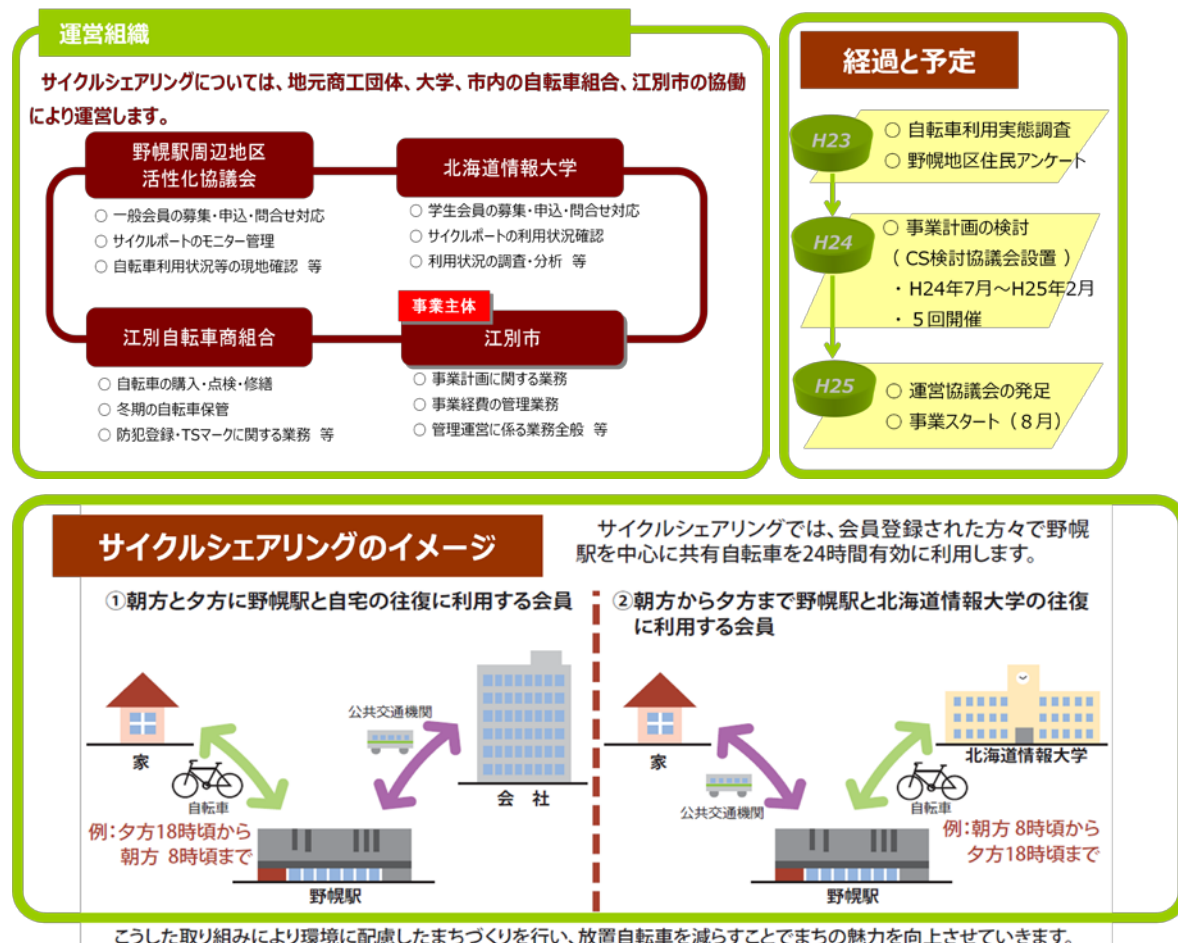 運営組織
サイクルシェアリングについては、地元商工団体、大学、市内の自転車組合、江別市の協働
により運営します。
野幌駅周辺地区
活性化協議会
○ 一般会員の募集・申込・問合せ対応
○ サイクルポートのモニター管理
○ 自転車利用状況等の現地確認 等
北海道情報大学
○ 学生会員の募集・申込・問合せ対応
○ サイクルポートの利用状況確認
○ 利用状況の調査・分析 等
江別自転車商組合
○ 自転車の購入・点検・修繕
○ 冬期の自転車保管
○ 防犯登録・TSマークに関する業務 等
事業主体
江別市
○ 事業計画に関する業務
○ 事業経費の管理業務
○ 管理運営に係る業務全般 等
経過と予定
H23
○ 自転車利用実態調査
○ 野幌地区住民アンケート
H24
○ 事業計画の検討
( CS検討協議会設置 )
・ H24年7月～H25年2月
・ 5回開催
H25
○ 運営協議会の発足
○ 事業スタート（8月）
サイクルシェアリングのイメージ
サイクルシェアリングでは、会員登録された方々で野幌
駅を中心に共有自転車を24時間有効に利用します。
①朝方と夕方に野幌駅と自宅の往復に利用する会員
家
自転車
公共交通機関
会 社
例：夕方18時頃から
朝方 8時頃まで
野幌駅
②朝方から夕方まで野幌駅と北海道情報大学の往復
に利用する会員
家
公共交通機関
北海道情報大学
自転車
例：朝方 8時頃から
夕方18時頃まで
野幌駅
こうした取り組みにより環境に配慮したまちづくりを行い、放置自転車を減らすことでまちの魅力を向上させていきます。